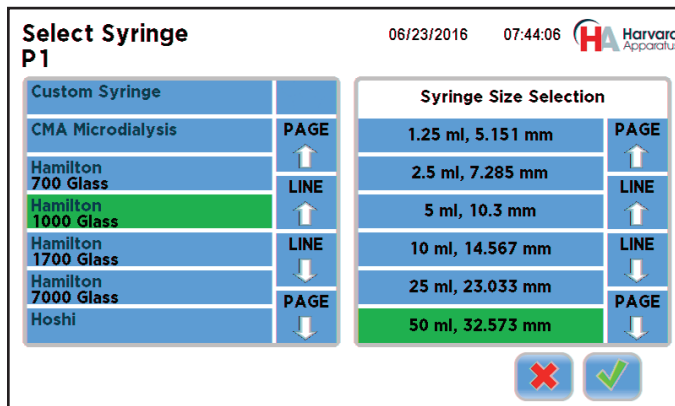 Select Syringe
P1
06/23/2016 07:44:06
HA Harvard
Apparatus
Custom Syringe
CMA Microdialysis
Hamilton
700 Glass
Hamilton
1000 Glass
Hamilton
1700 Glass
Hamilton
7000 Glass
Hoshi
PAGE
LINE
LINE
PAGE
Syringe Size Selection
1.25 ml, 5.151 mm
2.5 ml, 7.285 mm
5 ml, 10.3 mm
10 ml, 14.567 mm
25 ml, 23.033 mm
50 ml, 32.573 mm
PAGE
LINE
LINE
PAGE